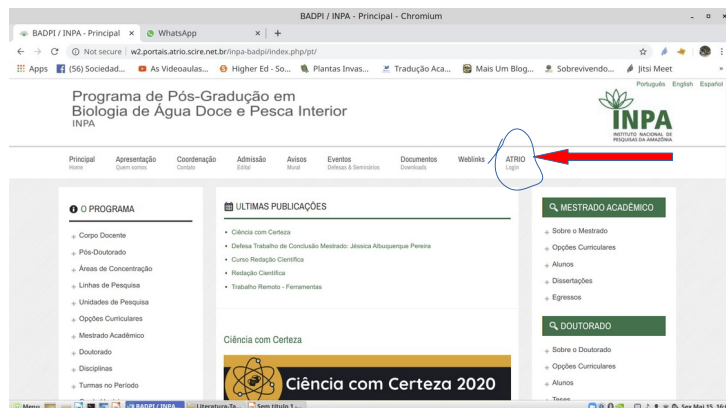 BADPI / INPA - Principal - Chromium
BADPI / INPA - Principal
WhatsApp
Not secure | w2.portais.atrio.scire.net.br/inpa-badpi/index.php/pt/
Apps (56) Sociedad... As Videoaulas... Higher Ed - So... Plantas Invas... Tradução Aca... Mais Um Blog... Sobrevivendo... Jitsi Meet »
Português English Español
Programa de Pós-Gradução em
Biologia de Água Doce e Pesca Interior
INPA
INPA
INSTITUTO NACIONAL DE
PESQUISAS DA AMAZÔNIA
Principal Apresentação Coordenação Admissão Avisos Eventos Documentos Weblinks ATRIO
Home Quem somos Contato Edital Mural Defesas & Seminários Downloads Login
O PROGRAMA
Corpo Docente
Pós-Doutorado
Áreas de Concentração
Linhas de Pesquisa
Unidades de Pesquisa
Opções Curriculares
Mestrado Acadêmico
Doutorado
Disciplinas
Turmas no Período
ULTIMAS PUBLICAÇÕES
Ciência com Certeza
Defesa Trabalho de Conclusão Mestrado: Jéssica Albuquerque Pereira
Curso Redação Científica
Redação Científica
Trabalho Remoto - Ferramentas
Ciência com Certeza
Ciência com Certeza 2020
MESTRADO ACADÊMICO
Sobre o Mestrado
Opções Curriculares
Alunos
Dissertações
Egressos
DOUTORADO
Sobre o Doutorado
Opções Curriculares
Alunos
Teses
Menu BADPI / INPA... Literatura-Ta... Sem título 1 -... Sex Mai 15, 16:0